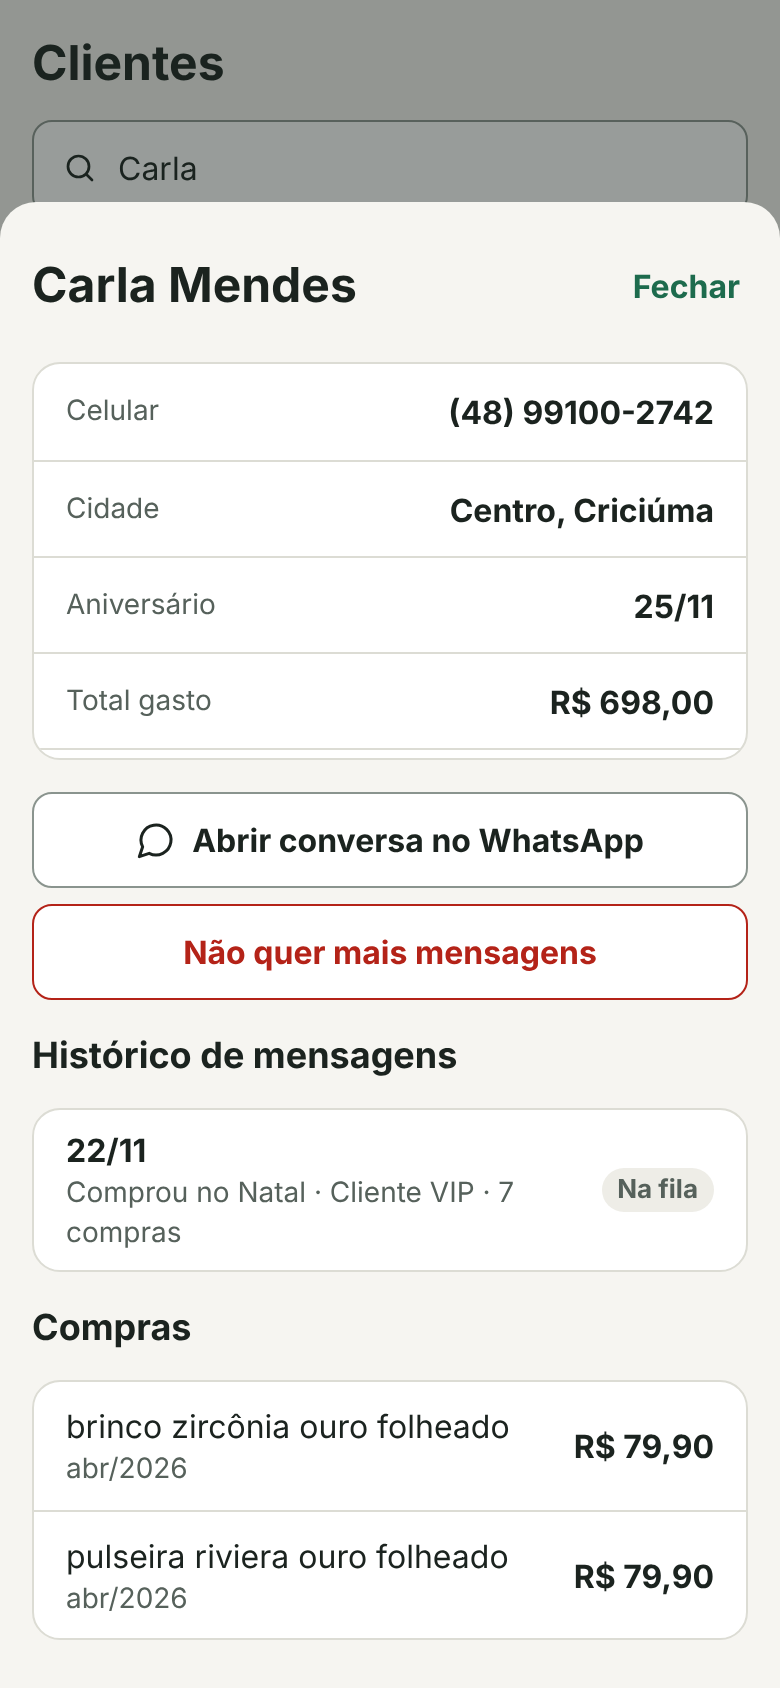 Clientes
Carla
Carla Mendes
Fechar
Celular
(48) 99100-2742
Cidade
Centro, Criciúma
Aniversário
25/11
Total gasto
R$ 698,00
Abrir conversa no WhatsApp
Não quer mais mensagens
Histórico de mensagens
22/11
Comprou no Natal · Cliente VIP · 7
compras
Na fila
Compras
brinco zircônia ouro folheado
abr/2026
R$ 79,90
pulseira riviera ouro folheado
abr/2026
R$ 79,90